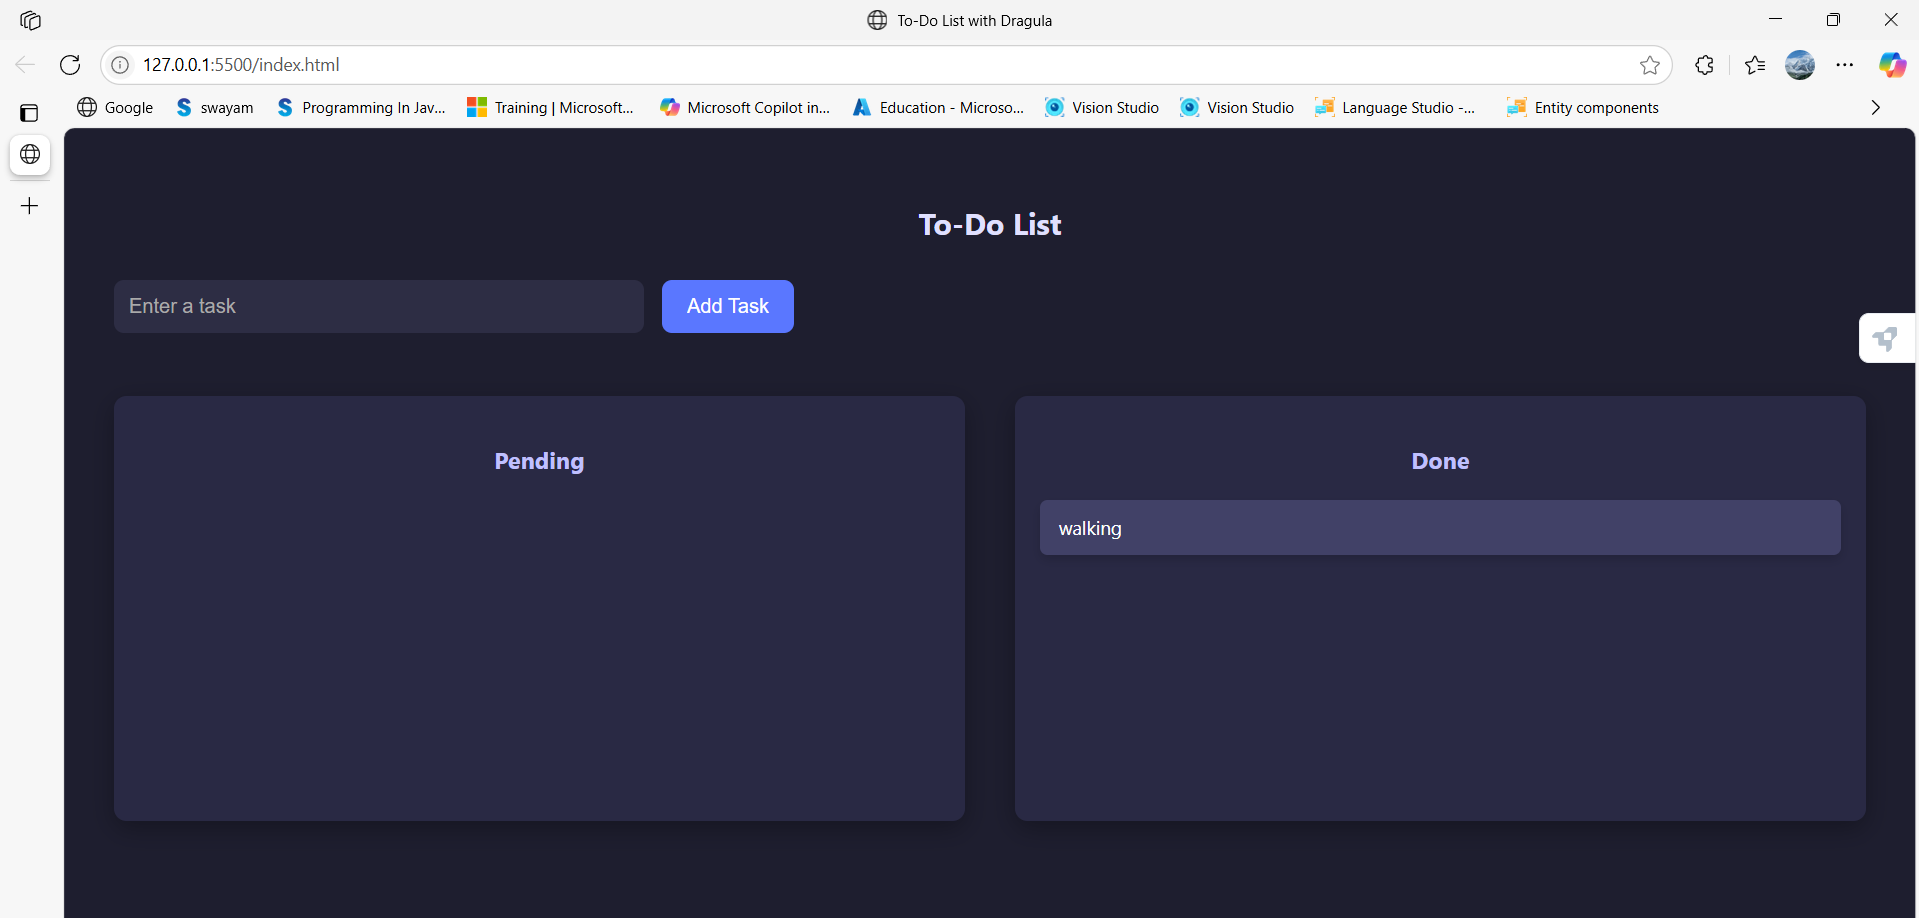 To-Do List with Dragula
127.0.0.1:5500/index.html
Google swayam Programming In Jav... Training | Microsoft... Microsoft Copilot in... Education - Microso... Vision Studio Vision Studio Language Studio -... Entity components
To-Do List
Enter a task Add Task
Pending Done
walking